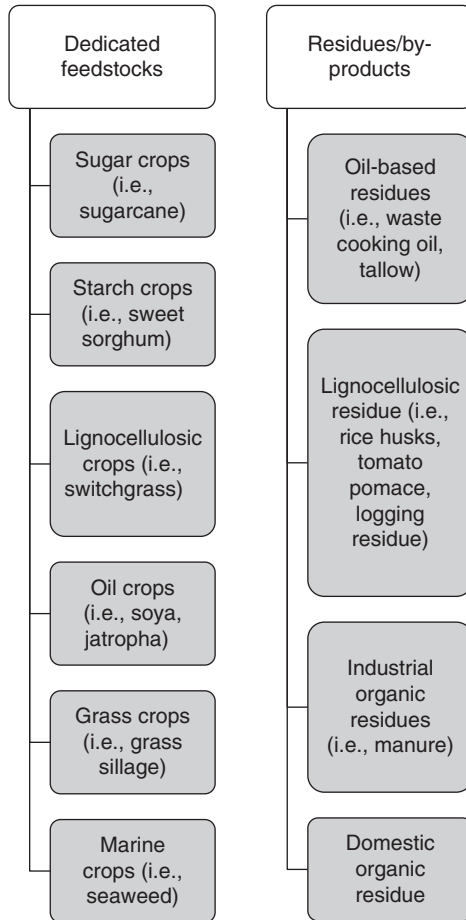 Dedicated
feedstocks
Sugar crops
(i.e.,
sugarcane)
Starch crops
(i.e., sweet
sorghum)
Lignocellulosic
crops (i.e.,
switchgrass)
Oil crops
(i.e., soya,
jatropha)
Grass crops
(i.e., grass
sillage)
Marine
crops (i.e.,
seaweed)
Residues/by-
products
Oil-based
residues
(i.e., waste
cooking oil,
tallow)
Lignocellulosic
residue (i.e.,
rice husks,
tomato
pomace,
logging
residue)
Industrial
organic
residues
(i.e., manure)
Domestic
organic
residue